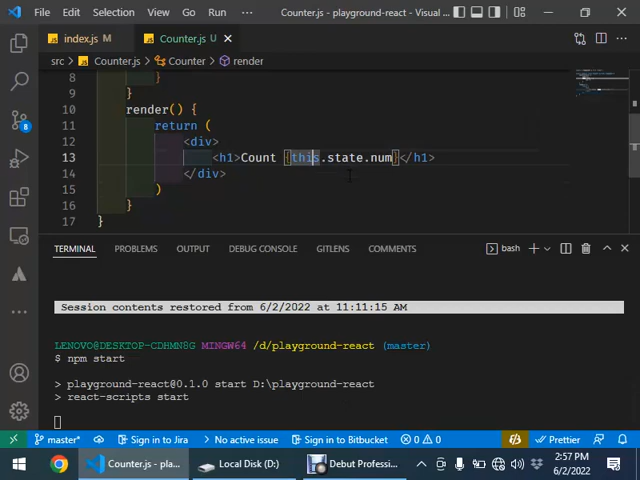 File Edit Selection View Go Run ··· Counter.js - playground-react - Visual ...
index.js M Counter.js U
src > Counter.js > Counter > render
8 }
9 }
10 render() {
11 return (
12 <div>
13 <h1>Count {this.state.num}</h1>
14 </div>
15 )
16 }
17 }
TERMINAL PROBLEMS OUTPUT DEBUG CONSOLE GITLENS COMMENTS bash
Session contents restored from 6/2/2022 at 11:11:15 AM
LENOVO@DESKTOP-CDHMN8G MINGW64 /d/playground-react (master)
$ npm start
> playground-react@0.1.0 start D:\playground-react
> react-scripts start
master* Sign in to Jira No active issue Sign in to Bitbucket 0 0 Prettier
Counter.js - pla... Local Disk (D:) Debut Professi... 2:57 PM
6/2/2022